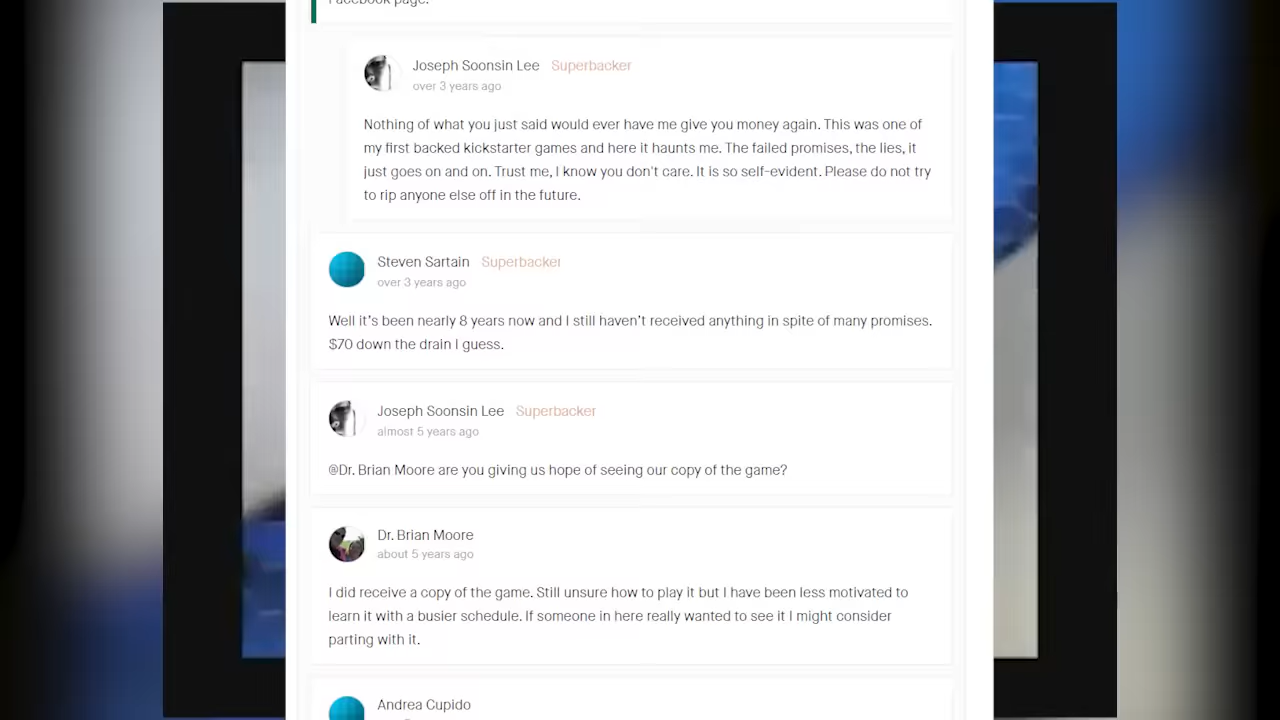 Facebook page.
Joseph Soonsin Lee Superbacker
over 3 years ago
Nothing of what you just said would ever have me give you money again. This was one of
my first backed kickstarter games and here it haunts me. The failed promises, the lies, it
just goes on and on. Trust me, I know you don't care. It is so self-evident. Please do not try
to rip anyone else off in the future.
Steven Sartain Superbacker
over 3 years ago
Well it's been nearly 8 years now and I still haven't received anything in spite of many promises.
$70 down the drain I guess.
Joseph Soonsin Lee Superbacker
almost 5 years ago
@Dr. Brian Moore are you giving us hope of seeing our copy of the game?
Dr. Brian Moore
about 5 years ago
I did receive a copy of the game. Still unsure how to play it but I have been less motivated to
learn it with a busier schedule. If someone in here really wanted to see it I might consider
parting with it.
Andrea Cupido